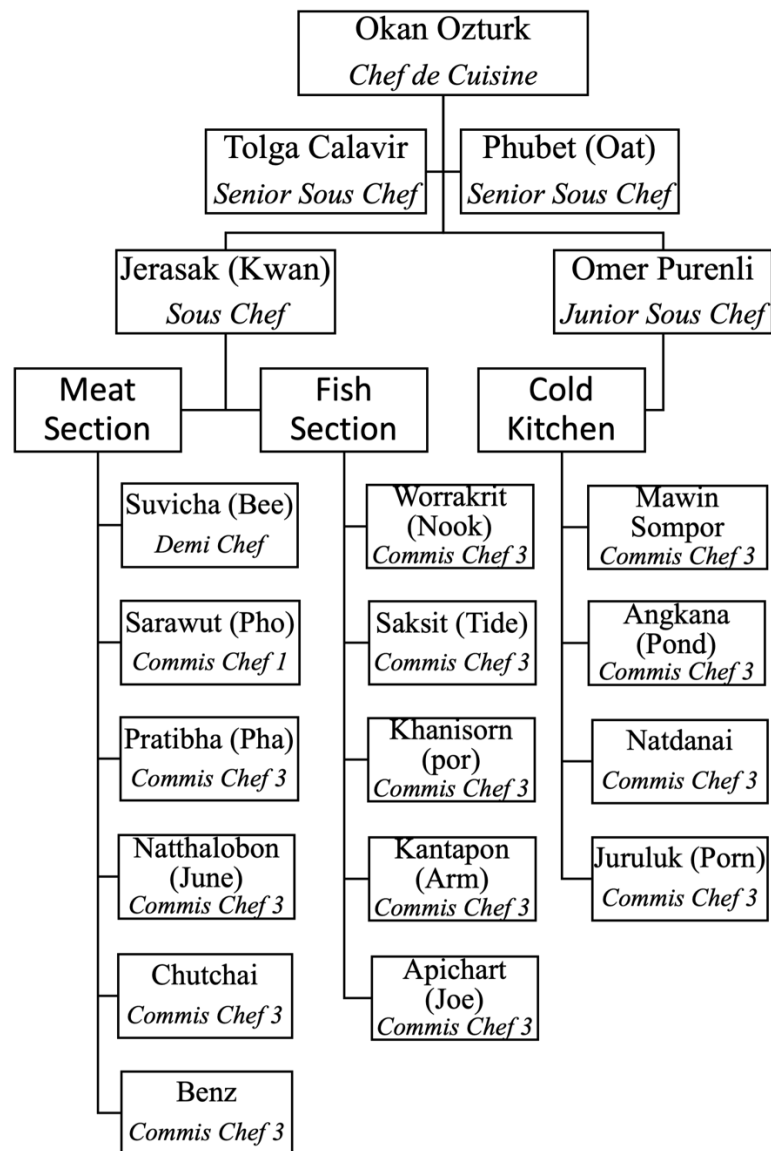 Okan Ozturk
Chef de Cuisine
Tolga Calavir
Senior Sous Chef
Phubet (Oat)
Senior Sous Chef
Jerasak (Kwan)
Sous Chef
Omer Purenli
Junior Sous Chef
Meat
Section
Fish
Section
Cold
Kitchen
Suvicha (Bee)
Demi Chef
Sarawut (Pho)
Commis Chef 1
Pratibha (Pha)
Commis Chef 3
Natthalobon
(June)
Commis Chef 3
Chutchai
Commis Chef 3
Benz
Commis Chef 3
Worrakrit
(Nook)
Commis Chef 3
Saksit (Tide)
Commis Chef 3
Khanisorn
(por)
Commis Chef 3
Kantapon
(Arm)
Commis Chef 3
Apichart
(Joe)
Commis Chef 3
Mawin
Sompor
Commis Chef 3
Angkana
(Pond)
Commis Chef 3
Natdanai
Commis Chef 3
Juruluk (Porn)
Commis Chef 3